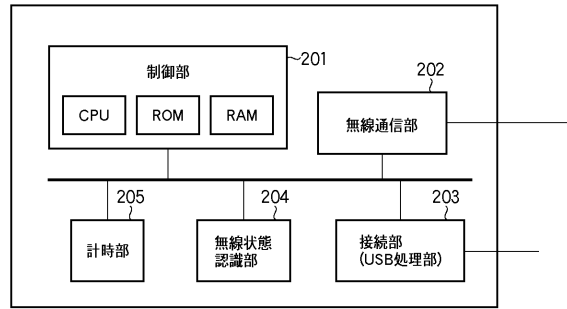 制御部
201
CPU
ROM
RAM
202
無線通信部
205
計時部
204
無線状態
認識部
203
接続部
(USB処理部)